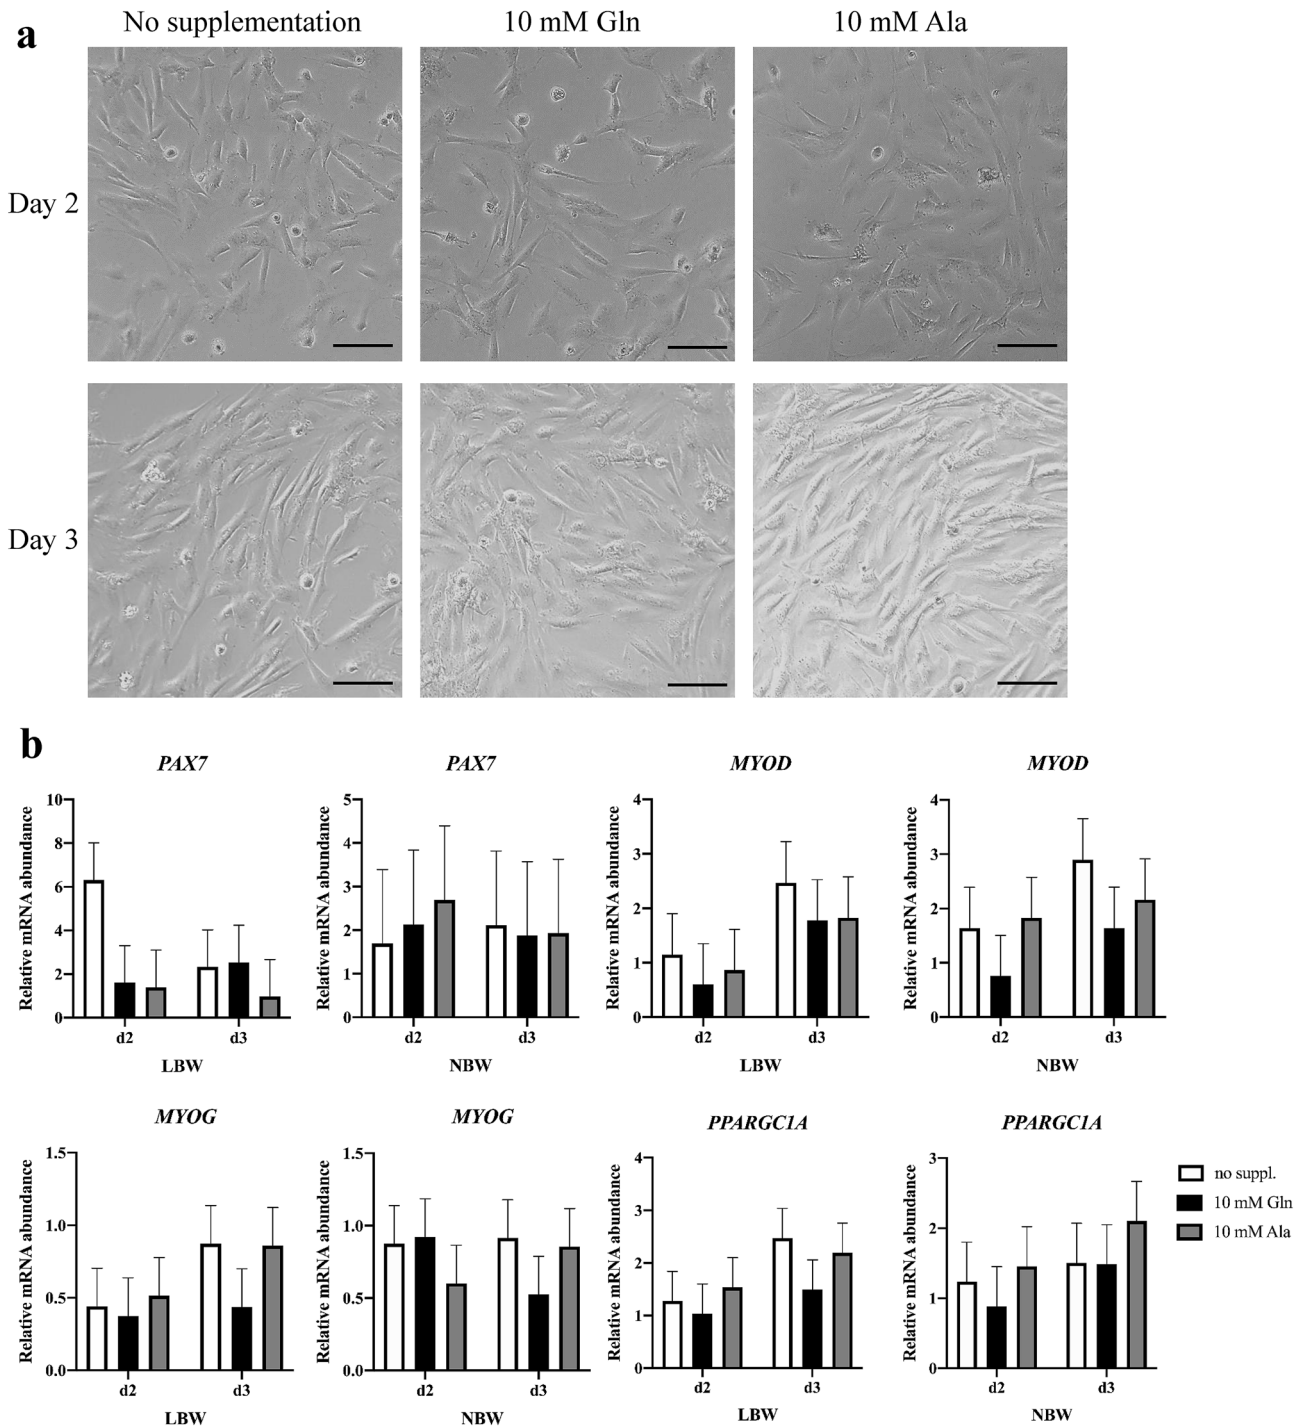 a
No supplementation 10 mM Gln 10 mM Ala
Day 2
Day 3
b
PAX7 PAX7 MYOD MYOD
Relative mRNA abundance
10
8
6
4
2
0
d2 d3
LBW
Relative mRNA abundance
5
4
3
2
1
0
d2 d3
NBW
Relative mRNA abundance
4
3
2
1
0
d2 d3
LBW
Relative mRNA abundance
4
3
2
1
0
d2 d3
NBW
MYOG MYOG PPARGC1A PPARGC1A
Relative mRNA abundance
1.5
1.0
0.5
0.0
d2 d3
LBW
Relative mRNA abundance
1.5
1.0
0.5
0.0
d2 d3
NBW
Relative mRNA abundance
4
3
2
1
0
d2 d3
LBW
Relative mRNA abundance
3
2
1
0
d2 d3
NBW
no suppl.
10 mM Gln
10 mM Ala